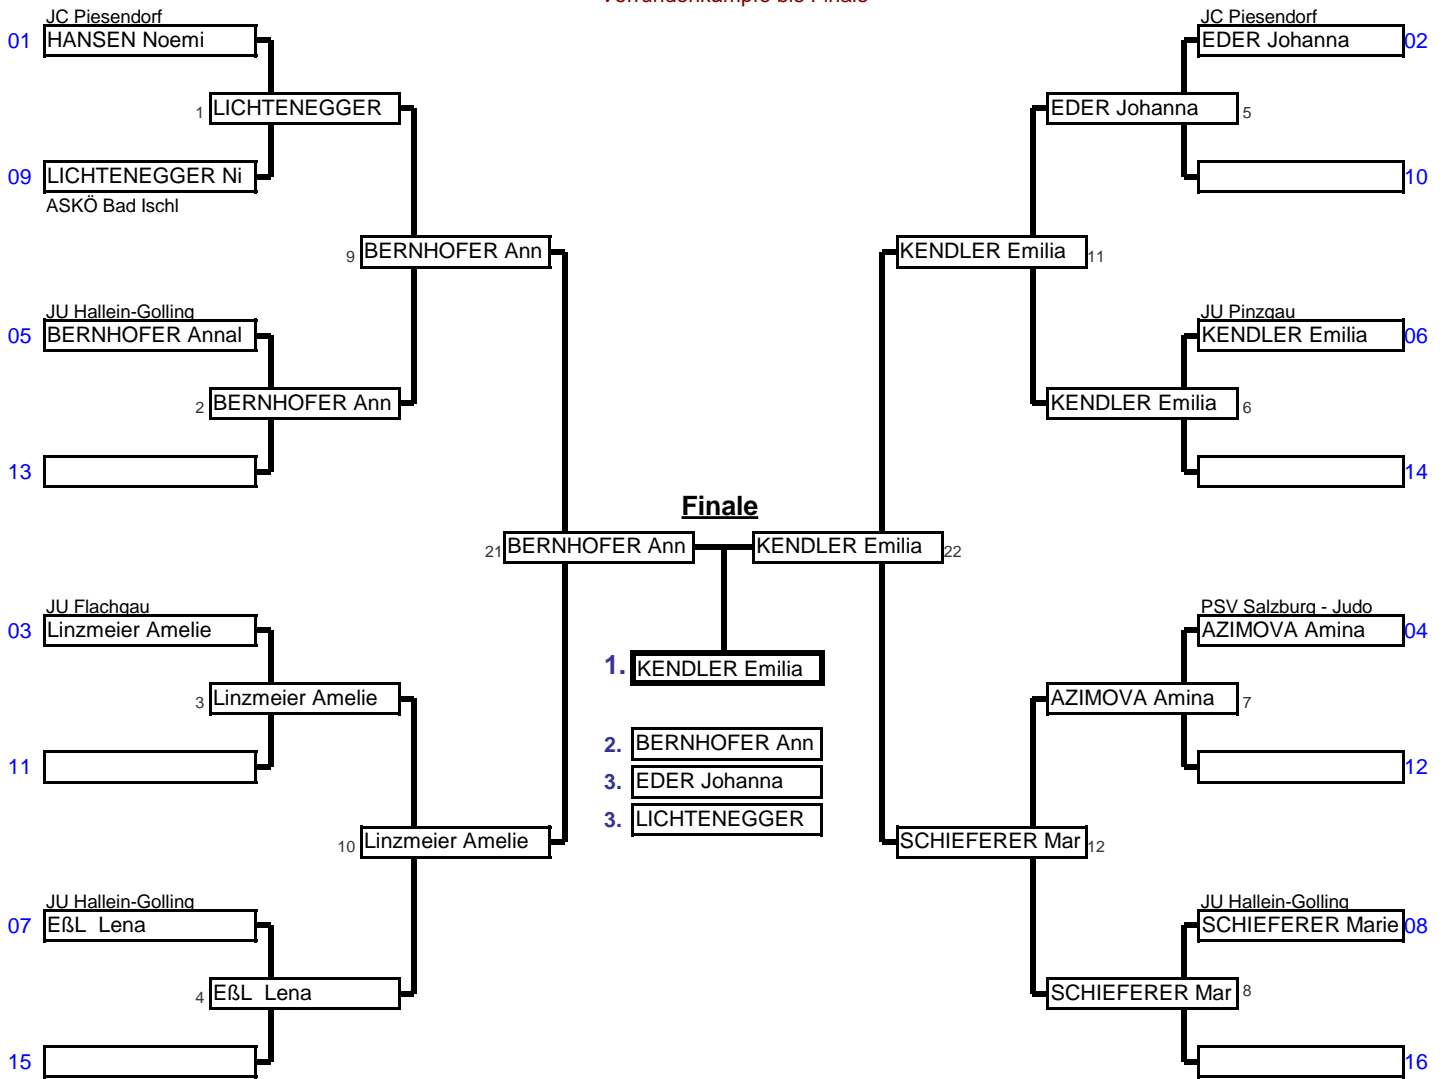 JC Piesendorf
01 HANSEN Noemi
1 LICHTENEGGER
09 LICHTENEGGER Ni
ASKÖ Bad Ischl
9 BERNHOFER Ann
JU Hallein-Golling
05 BERNHOFER Annal
2 BERNHOFER Ann
13
21 BERNHOFER Ann
JU Flachgau
03 Linzmeier Amelie
3 Linzmeier Amelie
11
10 Linzmeier Amelie
JU Hallein-Golling
07 EßL Lena
4 EßL Lena
15
Finale
1. KENDLER Emilia
2. BERNHOFER Ann
3. EDER Johanna
3. LICHTENEGGER
JC Piesendorf
EDER Johanna 02
EDER Johanna 5
10
KENDLER Emilia 11
JU Pinzgau
KENDLER Emilia 06
KENDLER Emilia 6
14
KENDLER Emilia 22
PSV Salzburg - Judo
AZIMOVA Amina 04
AZIMOVA Amina 7
12
SCHIEFERER Mar 12
JU Hallein-Golling
SCHIEFERER Marie 08
SCHIEFERER Mar 8
16